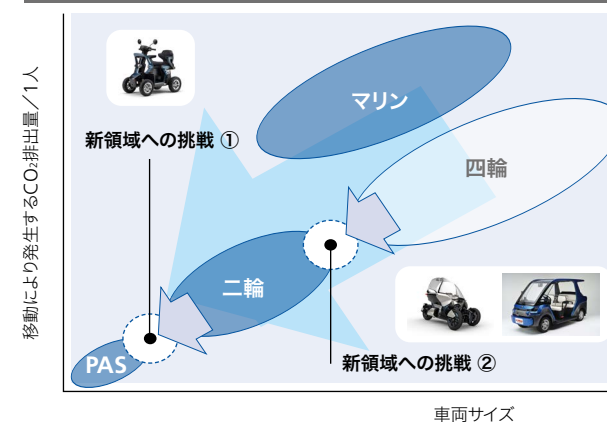 移動により発生するCO₂排出量／1人
マリン
新領域への挑戦 ①
四輪
二輪
PAS
新領域への挑戦 ②
車両サイズ